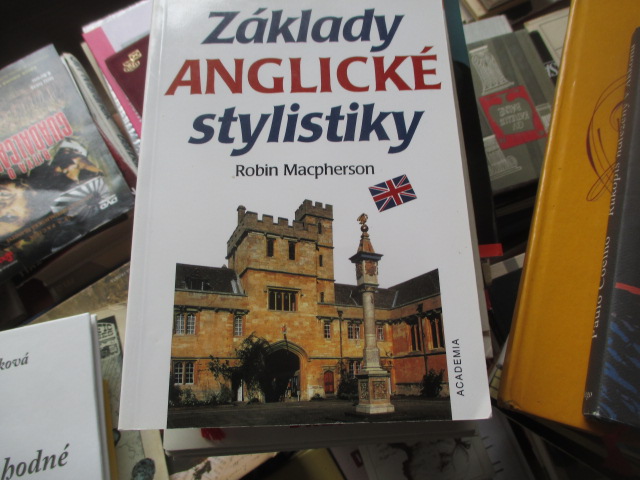 Základy
ANGLICKÉ
stylistiky
Robin Macpherson
ACADEMIA
ková
hodné